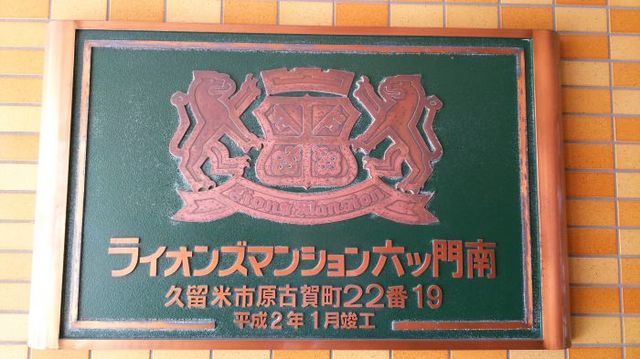 Lions Mansion
ライオンズマンション六ッ門南
久留米市原古賀町22番19
平成2年1月竣工